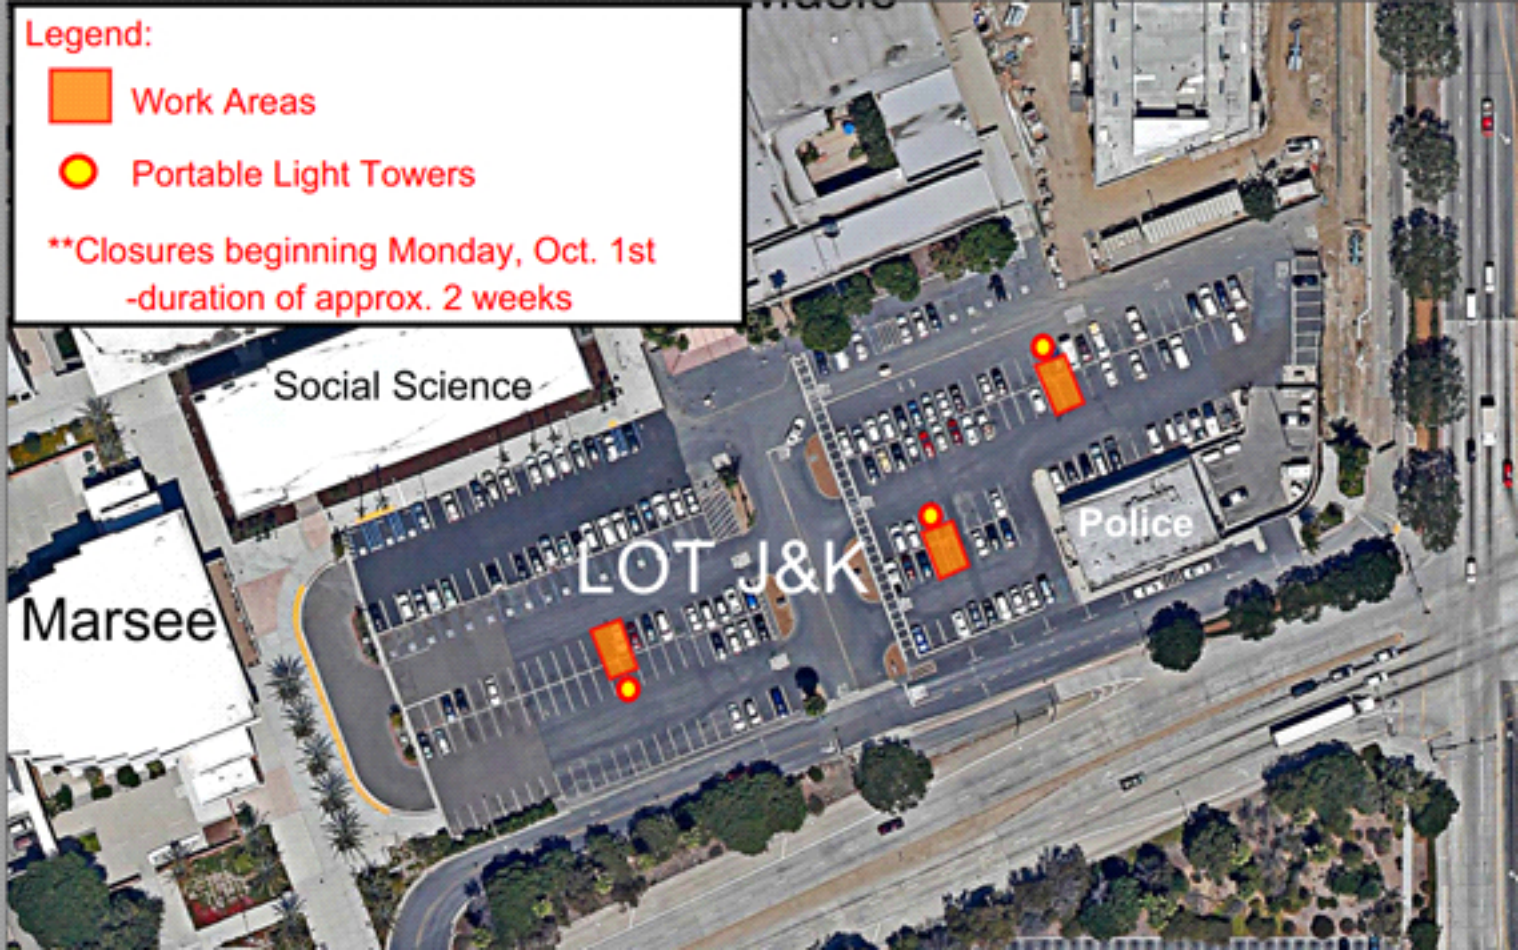 Legend:
Work Areas
Portable Light Towers
**Closures beginning Monday, Oct. 1st
-duration of approx. 2 weeks
Social Science
Police
LOT J&K
Marsee